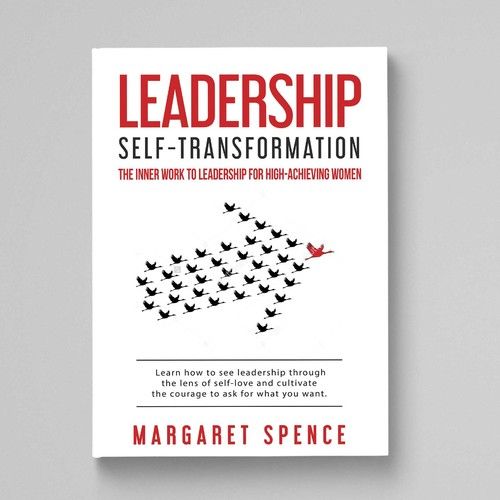 LEADERSHIP
SELF-TRANSFORMATION
THE INNER WORK TO LEADERSHIP FOR HIGH-ACHIEVING WOMEN
Learn how to see leadership through
the lens of self-love and cultivate
the courage to ask for what you want.
MARGARET SPENCE